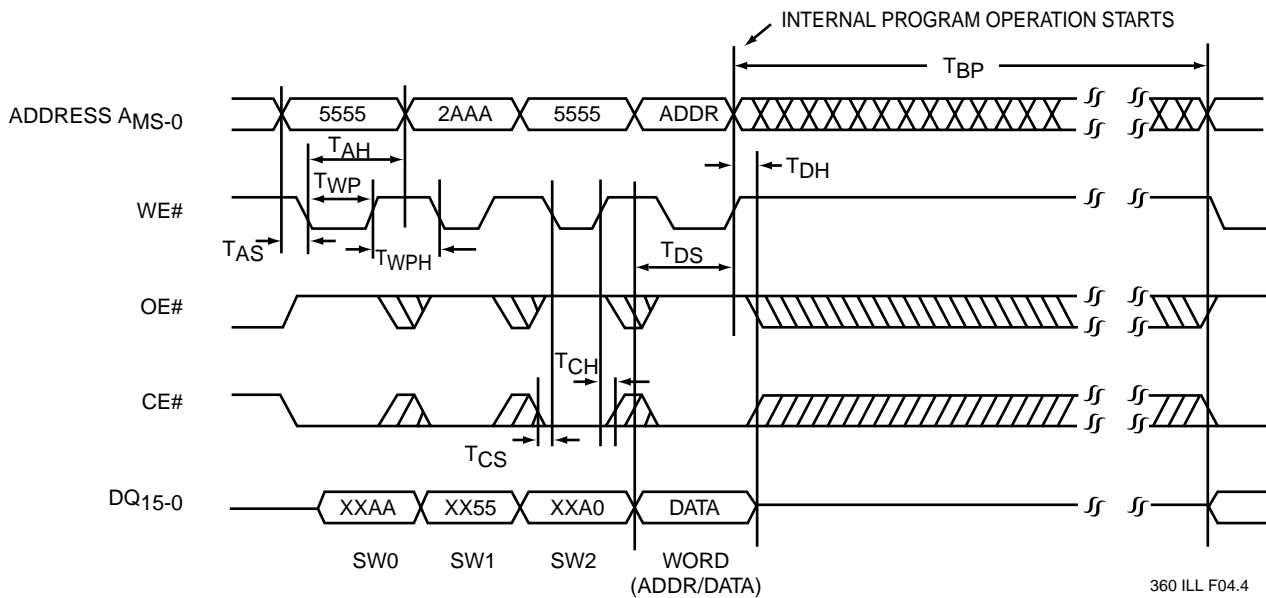 INTERNAL PROGRAM OPERATION STARTS
TBP
ADDRESS AMS-0
5555
2AAA
5555
ADDR
TAH
TDH
TWP
WE#
TAS
TWPH
TDS
OE#
TCH
CE#
TCS
DQ15-0
XXAA
XX55
XXA0
DATA
SW0
SW1
SW2
WORD
(ADDR/DATA)
360 ILL F04.4